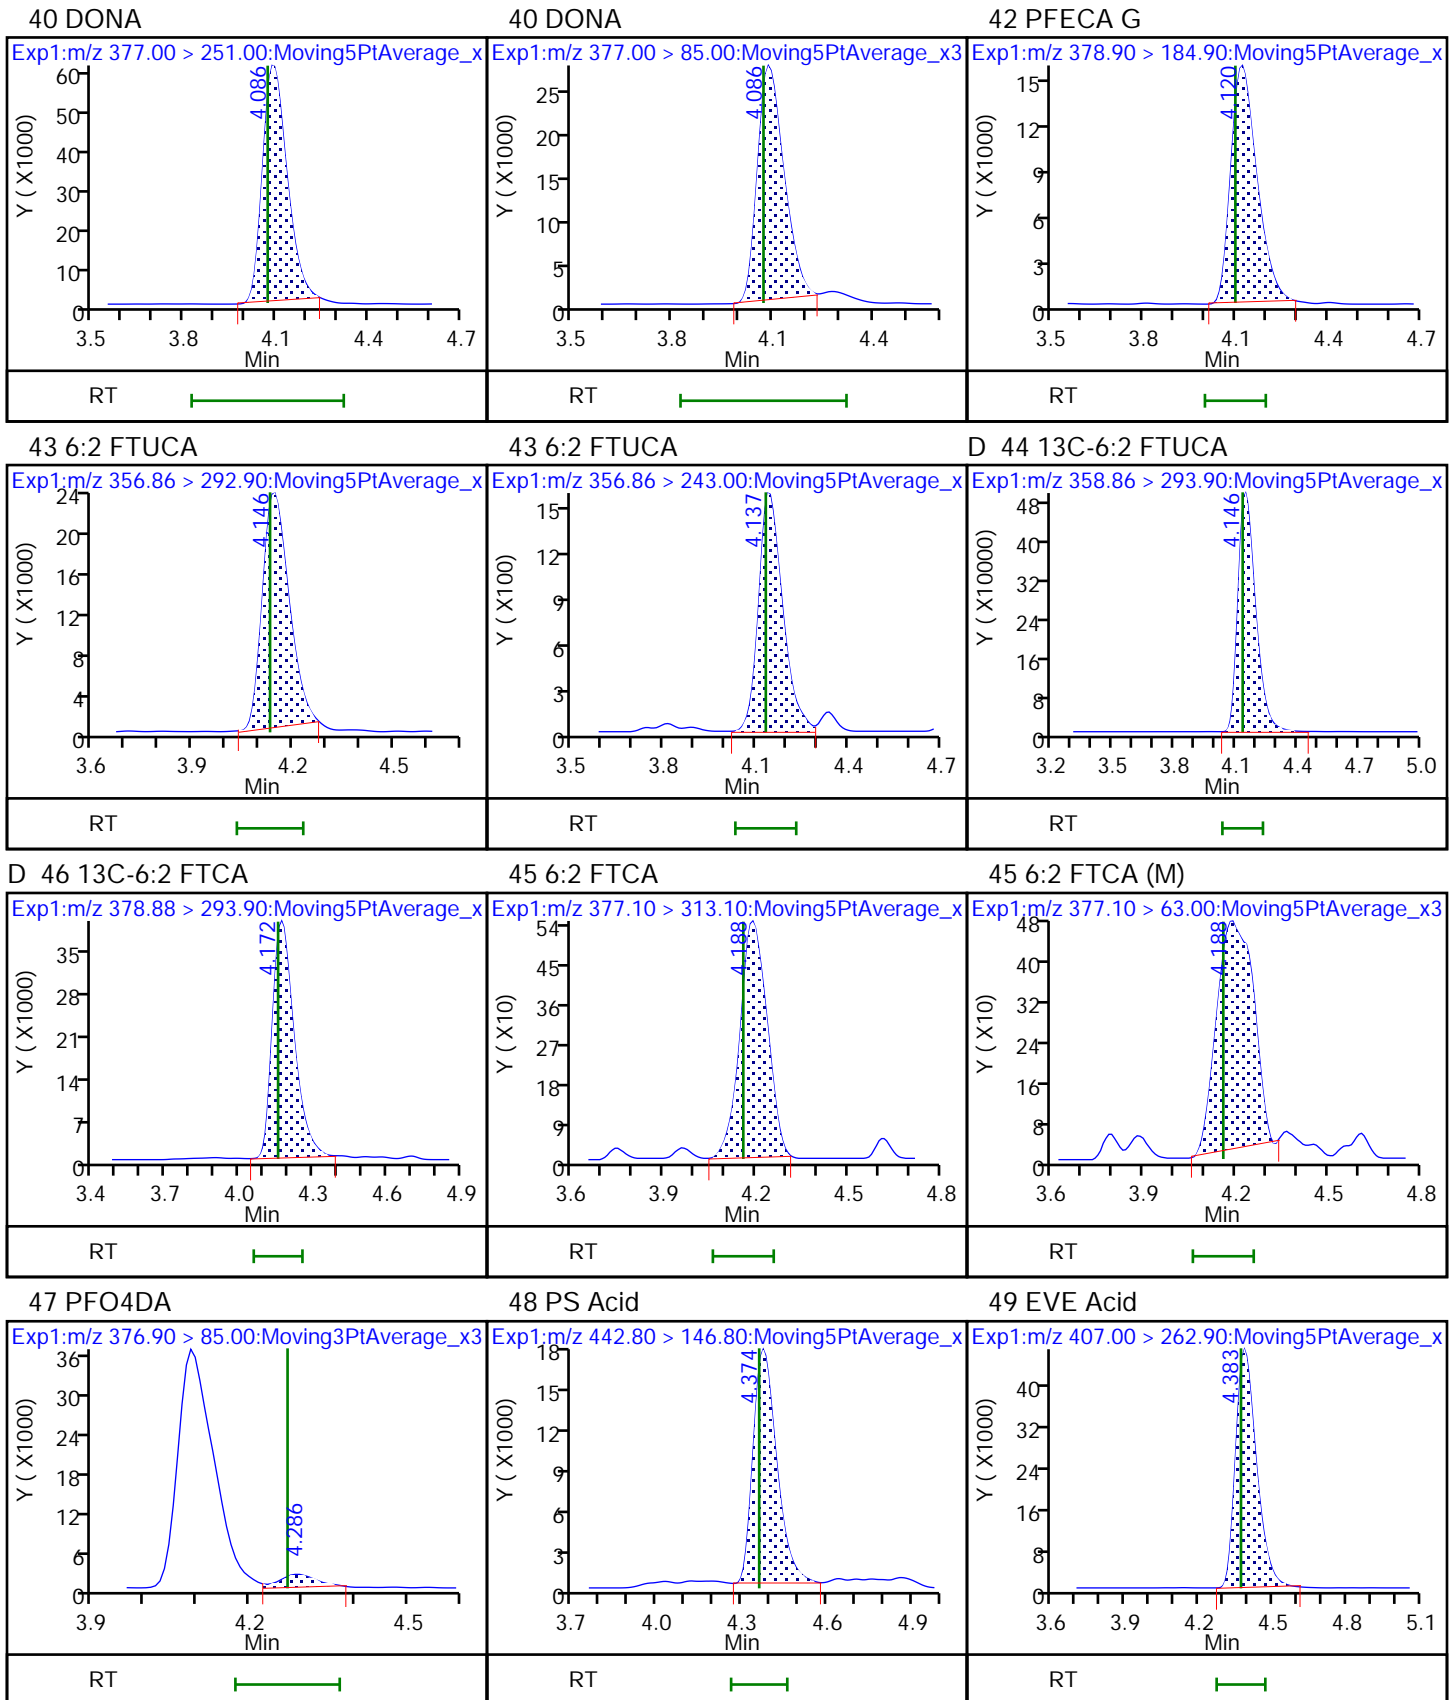 40 DONA
Exp1:m/z 377.00 > 251.00:Moving5PtAverage_x
Y ( X1000)
60
50
40
30
20
10
0
4.086
3.5 3.8 4.1 4.4 4.7
Min
RT
40 DONA
Exp1:m/z 377.00 > 85.00:Moving5PtAverage_x3
Y ( X1000)
25
20
15
10
5
0
4.086
3.5 3.8 4.1 4.4
Min
RT
42 PFECA G
Exp1:m/z 378.90 > 184.90:Moving5PtAverage_x
Y ( X1000)
15
12
9
6
3
0
4.120
3.5 3.8 4.1 4.4 4.7
Min
RT
43 6:2 FTUCA
Exp1:m/z 356.86 > 292.90:Moving5PtAverage_x
Y ( X1000)
24
20
16
12
8
4
0
4.146
3.6 3.9 4.2 4.5
Min
RT
43 6:2 FTUCA
Exp1:m/z 356.86 > 243.00:Moving5PtAverage_x
Y ( X100)
15
12
9
6
3
0
4.137
3.5 3.8 4.1 4.4 4.7
Min
RT
D 44 13C-6:2 FTUCA
Exp1:m/z 358.86 > 293.90:Moving5PtAverage_x
Y ( X10000)
48
40
32
24
16
8
0
4.146
3.2 3.5 3.8 4.1 4.4 4.7 5.0
Min
RT
D 46 13C-6:2 FTCA
Exp1:m/z 378.88 > 293.90:Moving5PtAverage_x
Y ( X1000)
35
28
21
14
7
0
4.172
3.4 3.7 4.0 4.3 4.6 4.9
Min
RT
45 6:2 FTCA
Exp1:m/z 377.10 > 313.10:Moving5PtAverage_x
Y ( X10)
54
45
36
27
18
9
0
4.188
3.6 3.9 4.2 4.5 4.8
Min
RT
45 6:2 FTCA (M)
Exp1:m/z 377.10 > 63.00:Moving5PtAverage_x3
Y ( X10)
48
40
32
24
16
8
0
4.188
3.6 3.9 4.2 4.5 4.8
Min
RT
47 PFO4DA
Exp1:m/z 376.90 > 85.00:Moving3PtAverage_x3
Y ( X1000)
36
30
24
18
12
6
0
4.286
3.9 4.2 4.5
Min
RT
48 PS Acid
Exp1:m/z 442.80 > 146.80:Moving5PtAverage_x
Y ( X1000)
18
15
12
9
6
3
0
4.374
3.7 4.0 4.3 4.6 4.9
Min
RT
49 EVE Acid
Exp1:m/z 407.00 > 262.90:Moving5PtAverage_x
Y ( X1000)
40
32
24
16
8
0
4.383
3.6 3.9 4.2 4.5 4.8 5.1
Min
RT